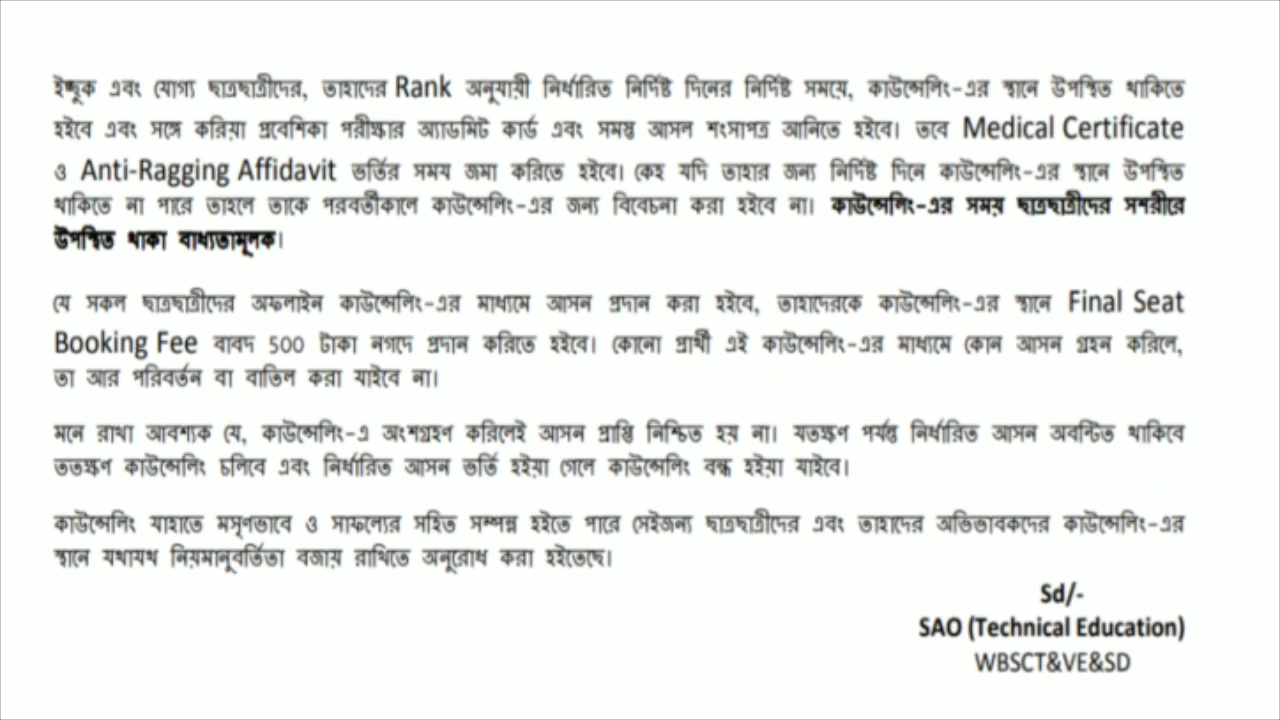 ইচ্ছুক এবং যোগ্য ছাত্রছাত্রীদের, তাহাদের Rank অনুযায়ী নির্ধারিত নির্দিষ্ট দিনের নির্দিষ্ট সময়ে, কাউন্সেলিং-এর স্থানে উপস্থিত থাকিতে
হইবে এবং সঙ্গে করিয়া প্রবেশিকা পরীক্ষার অ্যাডমিট কার্ড এবং সমস্ত আসল শংসাপত্র আনিতে হইবে। তবে Medical Certificate
ও Anti-Ragging Affidavit ভর্তির সময় জমা করিতে হইবে। কেহ যদি তাহার জন্য নির্দিষ্ট দিনে কাউন্সেলিং-এর স্থানে উপস্থিত
থাকিতে না পারে তাহলে তাকে পরবর্তীকালে কাউন্সেলিং-এর জন্য বিবেচনা করা হইবে না। কাউন্সেলিং-এর সময় ছাত্রছাত্রীদের সশরীরে
উপস্থিত থাকা বাধ্যতামূলক।
যে সকল ছাত্রছাত্রীদের অফলাইন কাউন্সেলিং-এর মাধ্যমে আসন প্রদান করা হইবে, তাহাদেরকে কাউন্সেলিং-এর স্থানে Final Seat
Booking Fee বাবদ 500 টাকা নগদে প্রদান করিতে হইবে। কোনো প্রার্থী এই কাউন্সেলিং-এর মাধ্যমে কোন আসন গ্রহন করিলে,
তা আর পরিবর্তন বা বাতিল করা যাইবে না।
মনে রাখা আবশ্যক যে, কাউন্সেলিং-এ অংশগ্রহণ করিলেই আসন প্রাপ্তি নিশ্চিত হয় না। যতক্ষণ পর্যন্ত নির্ধারিত আসন অবন্টিত থাকিবে
ততক্ষণ কাউন্সেলিং চলিবে এবং নির্ধারিত আসন ভর্তি হইয়া গেলে কাউন্সেলিং বন্ধ হইয়া যাইবে।
কাউন্সেলিং যাহাতে মসৃণভাবে ও সাফল্যের সহিত সম্পন্ন হইতে পারে সেইজন্য ছাত্রছাত্রীদের এবং তাহাদের অভিভাবকদের কাউন্সেলিং-এর
স্থানে যথাযথ নিয়মানুবর্তিতা বজায় রাখিতে অনুরোধ করা হইতেছে।
Sd/-
SAO (Technical Education)
WBSCT&VE&SD